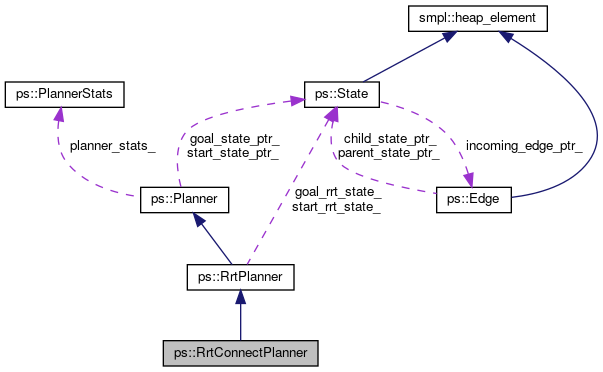 smpl::heap_element
ps::PlannerStats
ps::State
planner_stats_
goal_state_ptr_
start_state_ptr_
child_state_ptr_
parent_state_ptr_
incoming_edge_ptr_
ps::Planner
goal_rrt_state_
start_rrt_state_
ps::Edge
ps::RrtPlanner
ps::RrtConnectPlanner